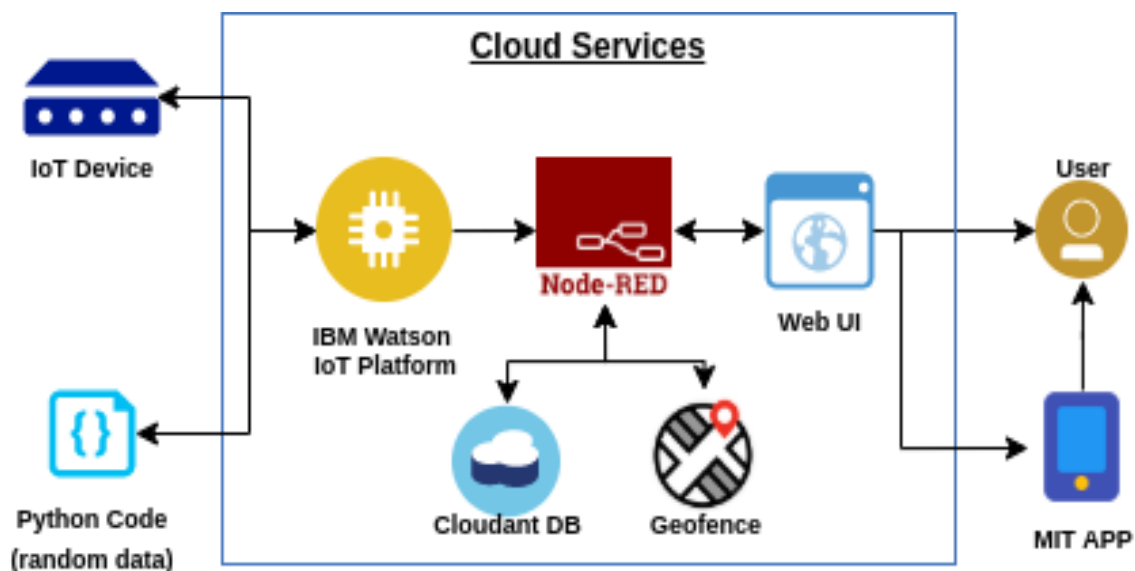 Cloud Services
IoT Device
User
Node-RED
Web UI
IBM Watson
IoT Platform
{}
Python Code
(random data)
Cloudant DB
Geofence
MIT APP